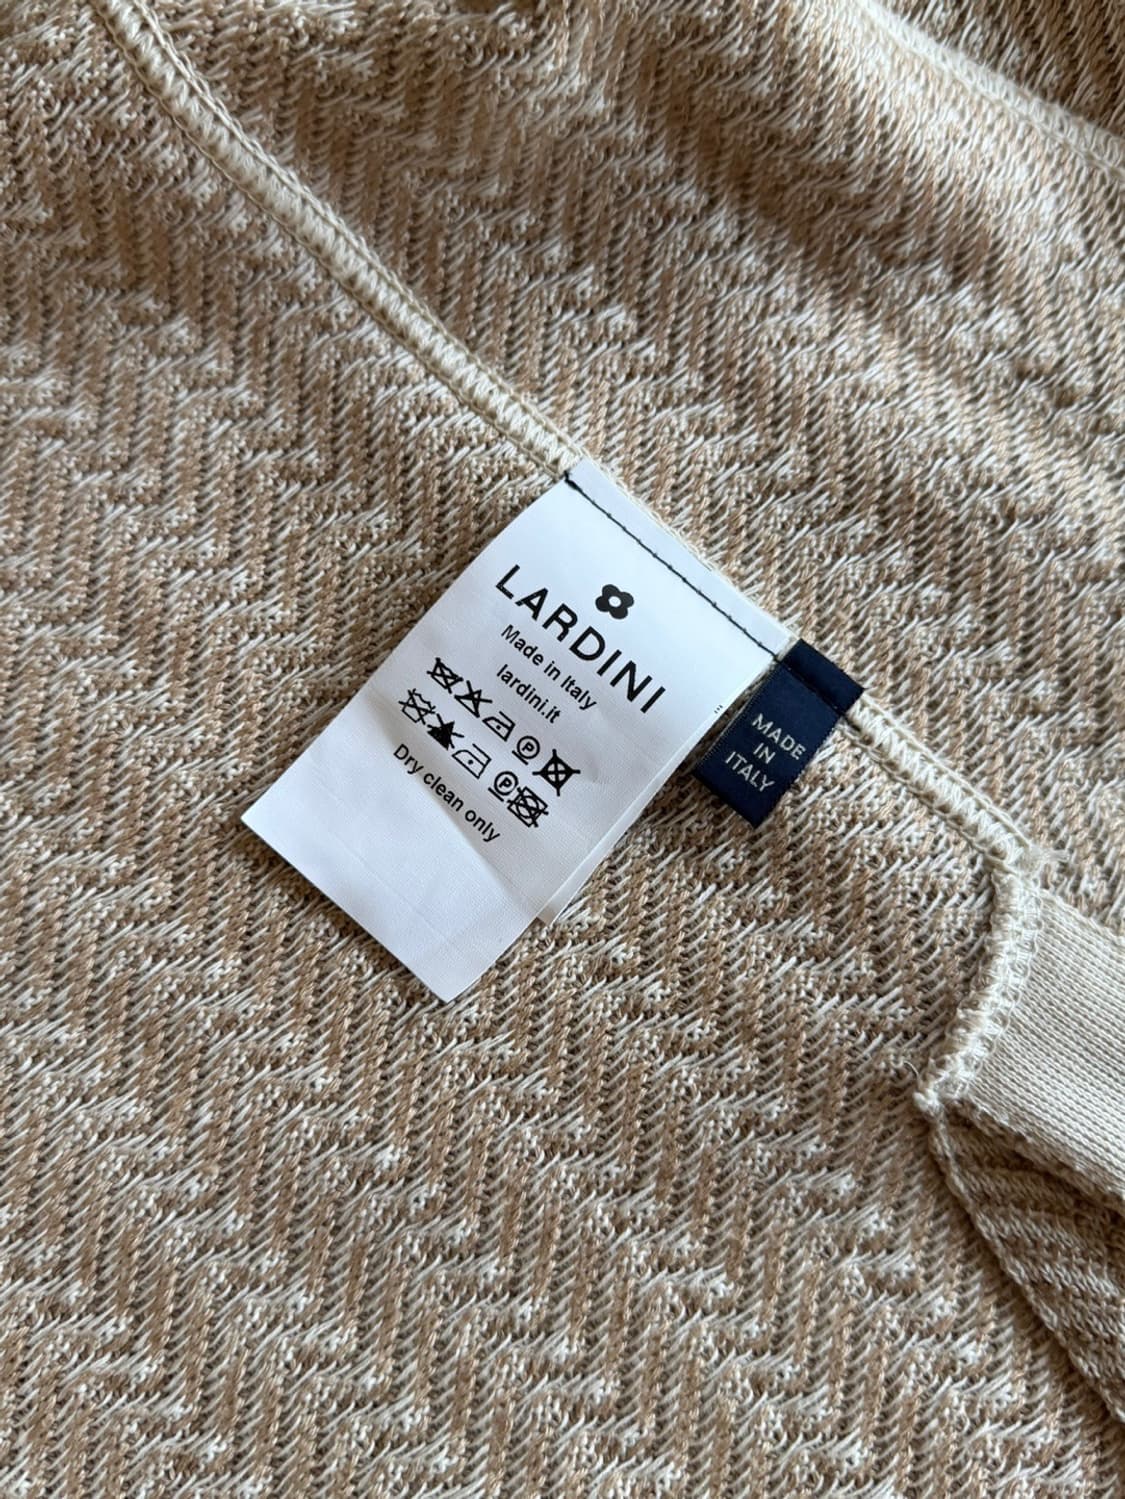 LARDINI
Made in Italy
lardini.it
P
P
Dry clean only
MADE
IN
ITALY